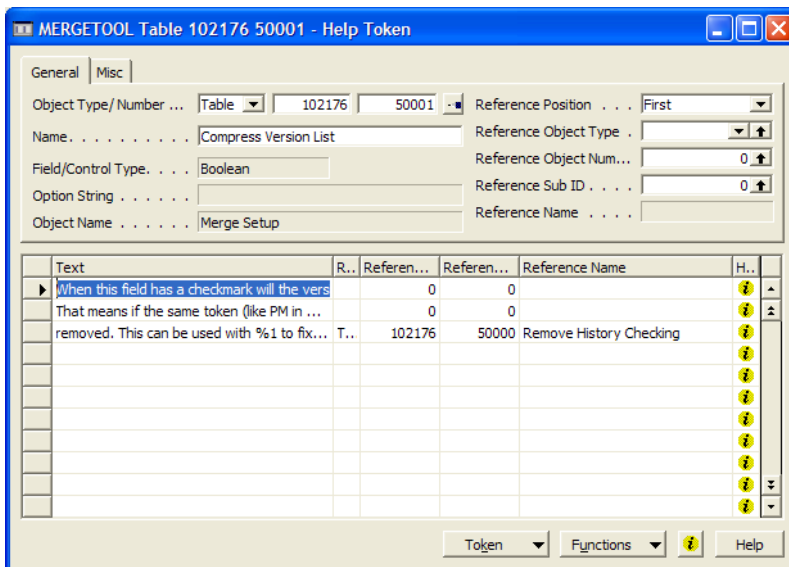 MERGETOOL Table 102176 50001 - Help Token
General Misc
Object Type/ Number ... Table 102176 50001
Name. . . . . . . . . . Compress Version List
Field/Control Type. . . . Boolean
Option String . . . . . .
Object Name . . . . . . Merge Setup
Reference Position . . . First
Reference Object Type .
Reference Object Num... 0
Reference Sub ID . . . . 0
Reference Name . . . .
Text R.. Referen... Referen... Reference Name H..
When this field has a checkmark will the vers 0 0
That means if the same token (like PM in ... 0 0
removed. This can be used with %1 to fix... T.. 102176 50000 Remove History Checking
Token Functions Help